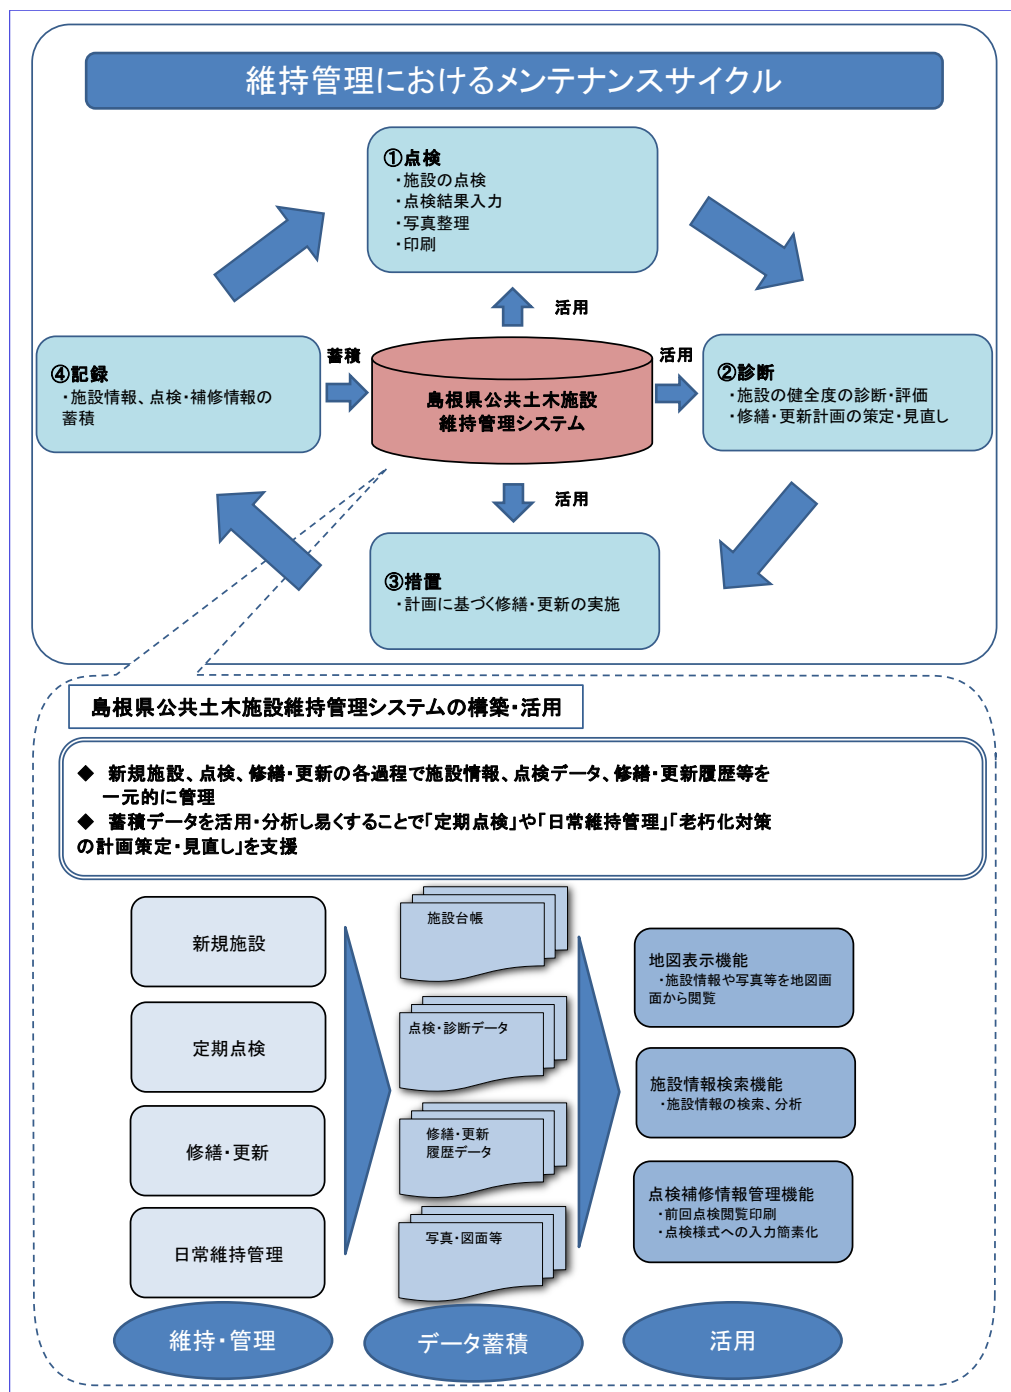 維持管理におけるメンテナンスサイクル
①点検
・施設の点検
・点検結果入力
・写真整理
・印刷
活用
蓄積
活用
④記録
・施設情報、点検・補修情報の
蓄積
島根県公共土木施設
維持管理システム
②診断
・施設の健全度の診断・評価
・修繕・更新計画の策定・見直し
活用
③措置
・計画に基づく修繕・更新の実施
島根県公共土木施設維持管理システムの構築・活用
◆ 新規施設、点検、修繕・更新の各過程で施設情報、点検データ、修繕・更新履歴等を
一元的に管理
◆ 蓄積データを活用・分析し易くすることで「定期点検」や「日常維持管理」「老朽化対策
の計画策定・見直し」を支援
新規施設
定期点検
修繕・更新
日常維持管理
施設台帳
点検・診断データ
修繕・更新
履歴データ
写真・図面等
地図表示機能
・施設情報や写真等を地図画
面から閲覧
施設情報検索機能
・施設情報の検索、分析
点検補修情報管理機能
・前回点検閲覧印刷
・点検様式への入力簡素化
維持・管理
データ蓄積
活用